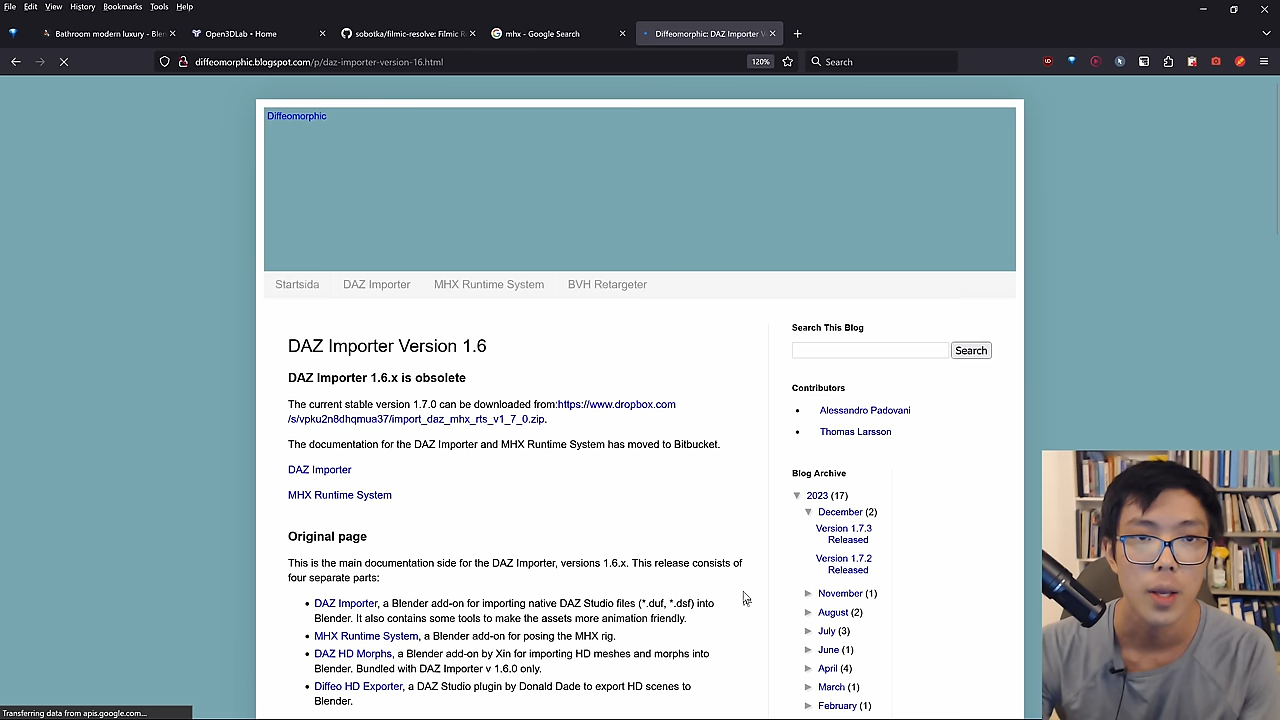 File Edit View History Bookmarks Tools Help
Bathroom modern luxury - Blen
Open3DLab • Home
sobotka/filmic-resolve: Filmic R
mhx - Google Search
Diffeomorphic: DAZ Importer V
diffeomorphic.blogspot.com/p/daz-importer-version-16.html
120%
Search
Diffeomorphic
Startsida DAZ Importer MHX Runtime System BVH Retargeter
DAZ Importer Version 1.6
DAZ Importer 1.6.x is obsolete
The current stable version 1.7.0 can be downloaded from:https://www.dropbox.com
/s/vpku2n8dhqmua37/import_daz_mhx_rts_v1_7_0.zip.
The documentation for the DAZ Importer and MHX Runtime System has moved to Bitbucket.
DAZ Importer
MHX Runtime System
Original page
This is the main documentation side for the DAZ Importer, versions 1.6.x. This release consists of
four separate parts:
• DAZ Importer, a Blender add-on for importing native DAZ Studio files (*.duf, *.dsf) into
Blender. It also contains some tools to make the assets more animation friendly.
• MHX Runtime System, a Blender add-on for posing the MHX rig.
• DAZ HD Morphs, a Blender add-on by Xin for importing HD meshes and morphs into
Blender. Bundled with DAZ Importer v 1.6.0 only.
• Diffeo HD Exporter, a DAZ Studio plugin by Donald Dade to export HD scenes to
Blender.
Search This Blog
Search
Contributors
• Alessandro Padovani
• Thomas Larsson
Blog Archive
▼ 2023 (17)
▼ December (2)
Version 1.7.3
Released
Version 1.7.2
Released
► November (1)
► August (2)
► July (3)
► June (1)
► April (4)
► March (1)
► February (1)
Transferring data from apis.google.com...